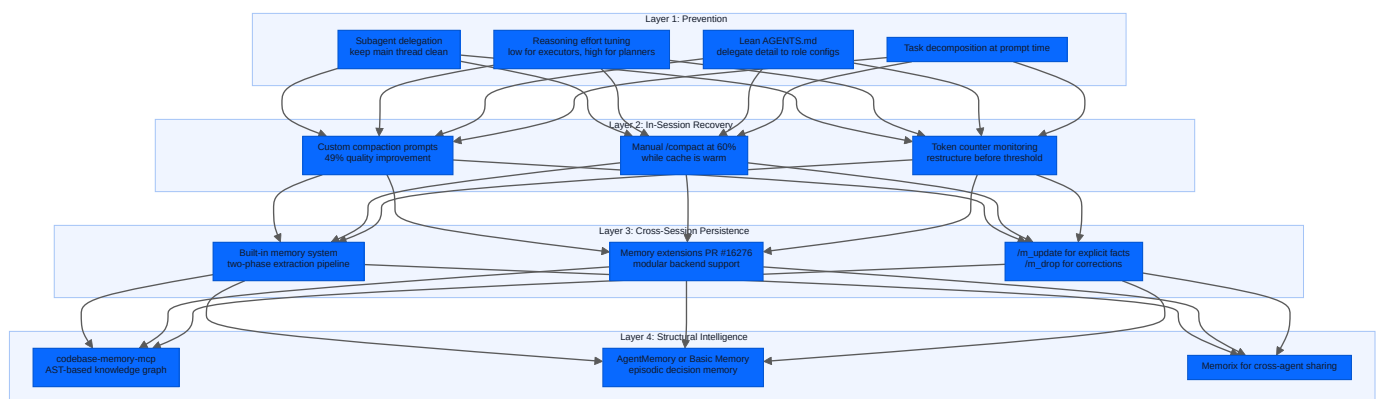 Layer 1: Prevention
Subagent delegation
keep main thread clean
Reasoning effort tuning
low for executors, high for planners
Lean AGENTS.md
delegate detail to role configs
Task decomposition at prompt time
Layer 2: In-Session Recovery
Custom compaction prompts
49% quality improvement
Manual /compact at 60%
while cache is warm
Token counter monitoring
restructure before threshold
Layer 3: Cross-Session Persistence
Built-in memory system
two-phase extraction pipeline
Memory extensions PR #16276
modular backend support
/m_update for explicit facts
/m_drop for corrections
Layer 4: Structural Intelligence
codebase-memory-mcp
AST-based knowledge graph
AgentMemory or Basic Memory
episodic decision memory
Memorix for cross-agent sharing